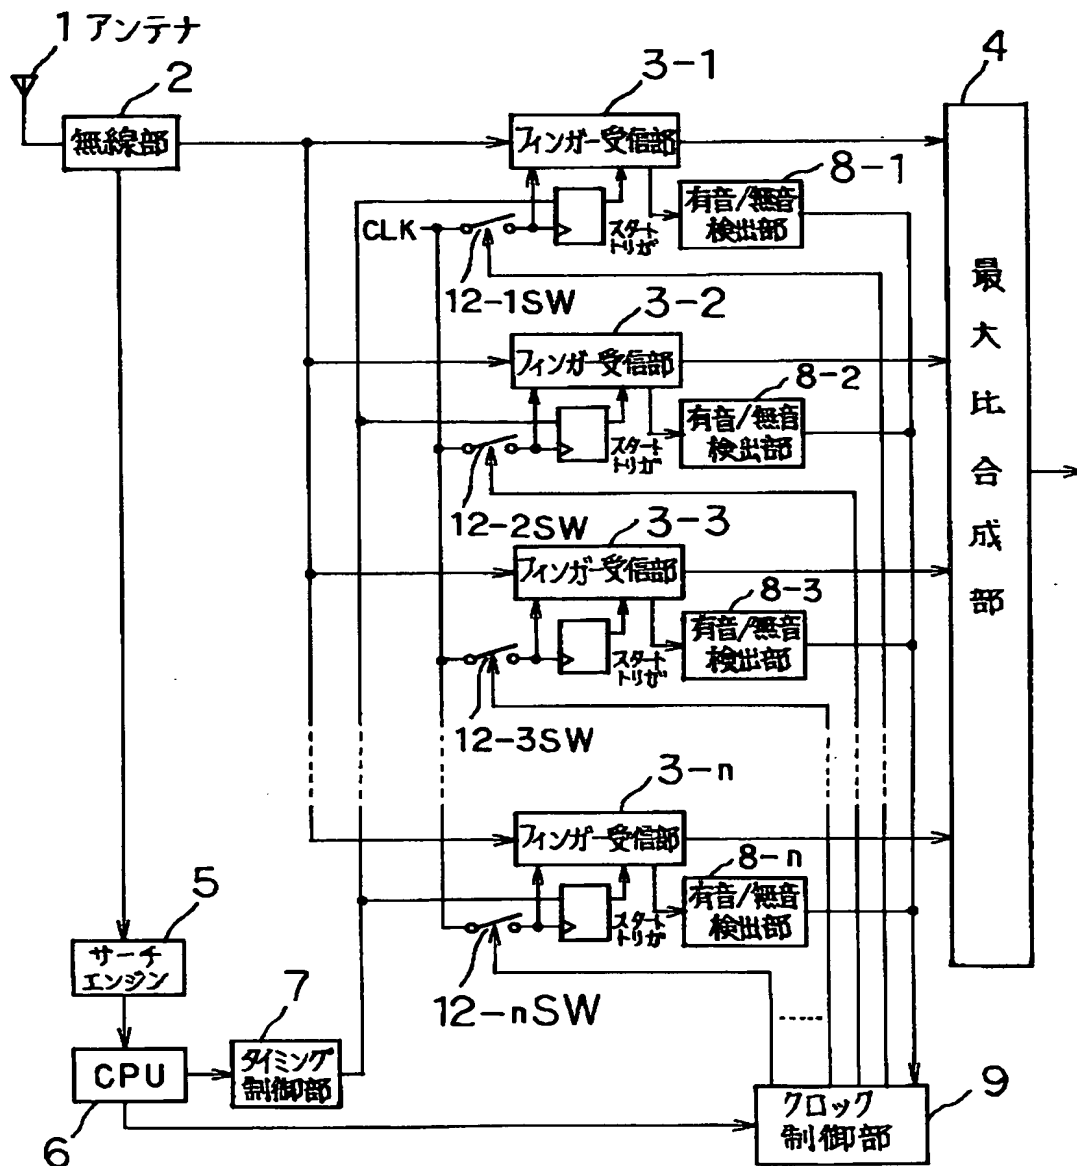 1 アンテナ
2
無線部
3-1
フィンガー受信部
4
8-1
有音/無音
検出部
CLK
スタート
トリガ
12-1SW
3-2
フィンガー受信部
8-2
有音/無音
検出部
スタート
トリガ
12-2SW
3-3
フィンガー受信部
8-3
有音/無音
検出部
スタート
トリガ
12-3SW
最大比合成部
3-n
フィンガー受信部
8-n
有音/無音
検出部
スタート
トリガ
12-nSW
5
サーチ
エンジン
7
タイミング
制御部
CPU
6
クロック
制御部
9